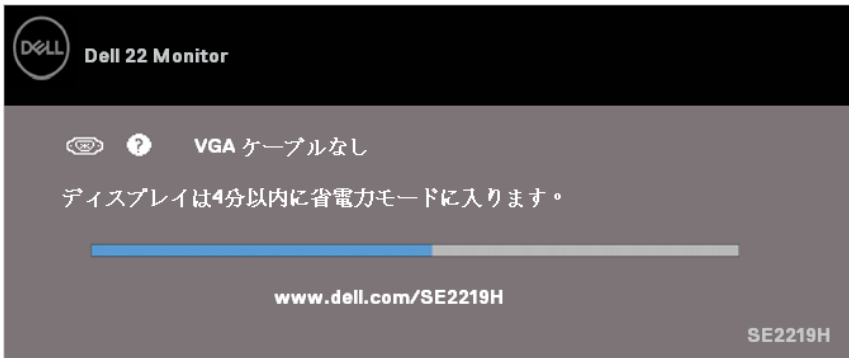 DELL
Dell 22 Monitor
? VGA ケーブルなし
ディスプレイは4分以内に省電力モードに入ります。
www.dell.com/SE2219H
SE2219H